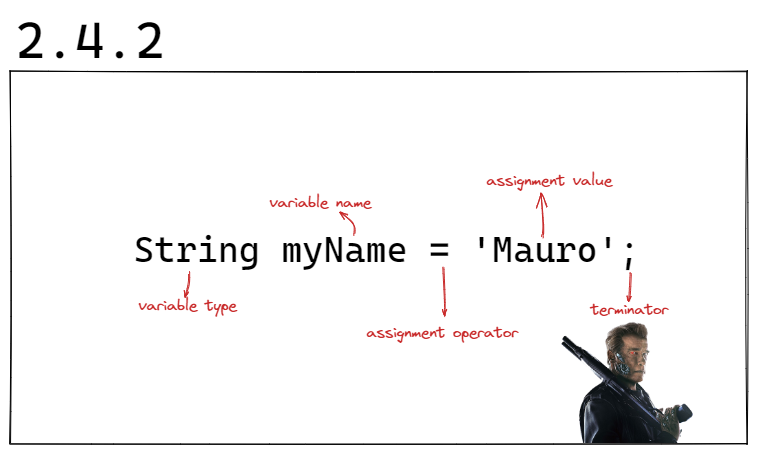 2.4.2
assignment value
variable name
String myName = 'Mauro';
variable type
terminator
assignment operator